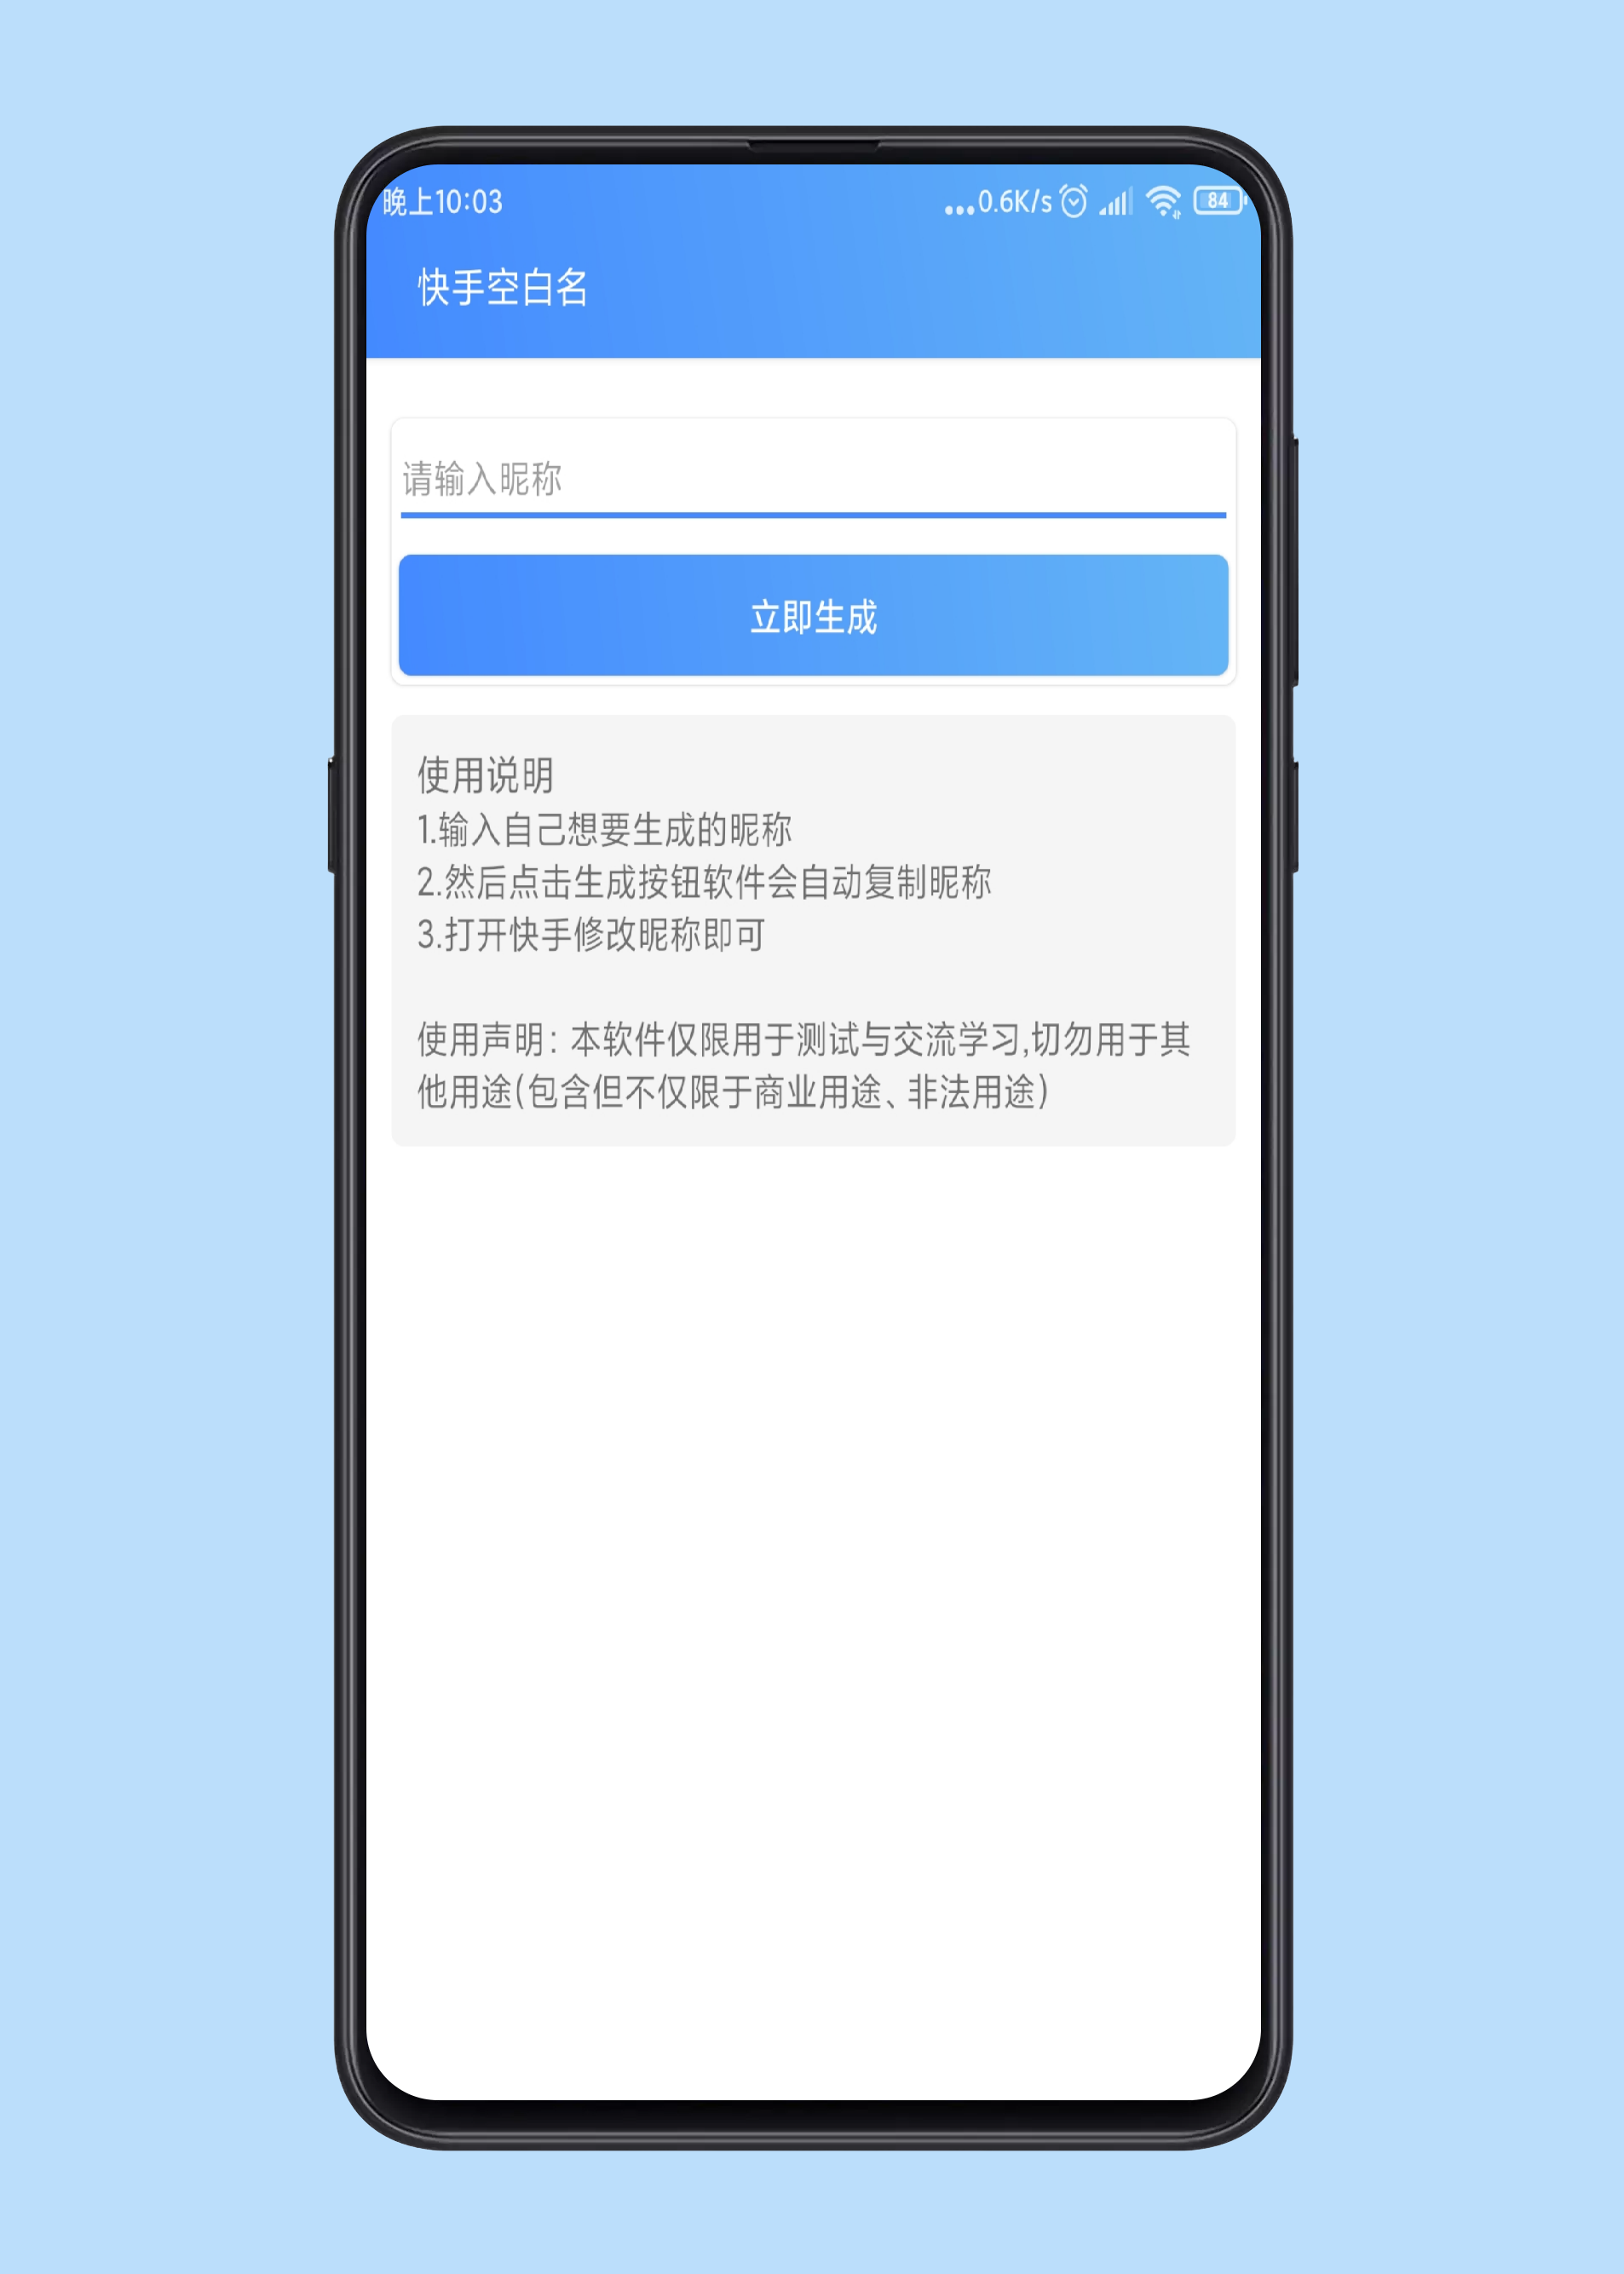 晚上10:03
...0.6K/s 84
快手空白名
请输入昵称
立即生成
使用说明
1.输入自己想要生成的昵称
2.然后点击生成按钮软件会自动复制昵称
3.打开快手修改昵称即可
使用声明：本软件仅限用于测试与交流学习,切勿用于其
他用途(包含但不仅限于商业用途、非法用途)